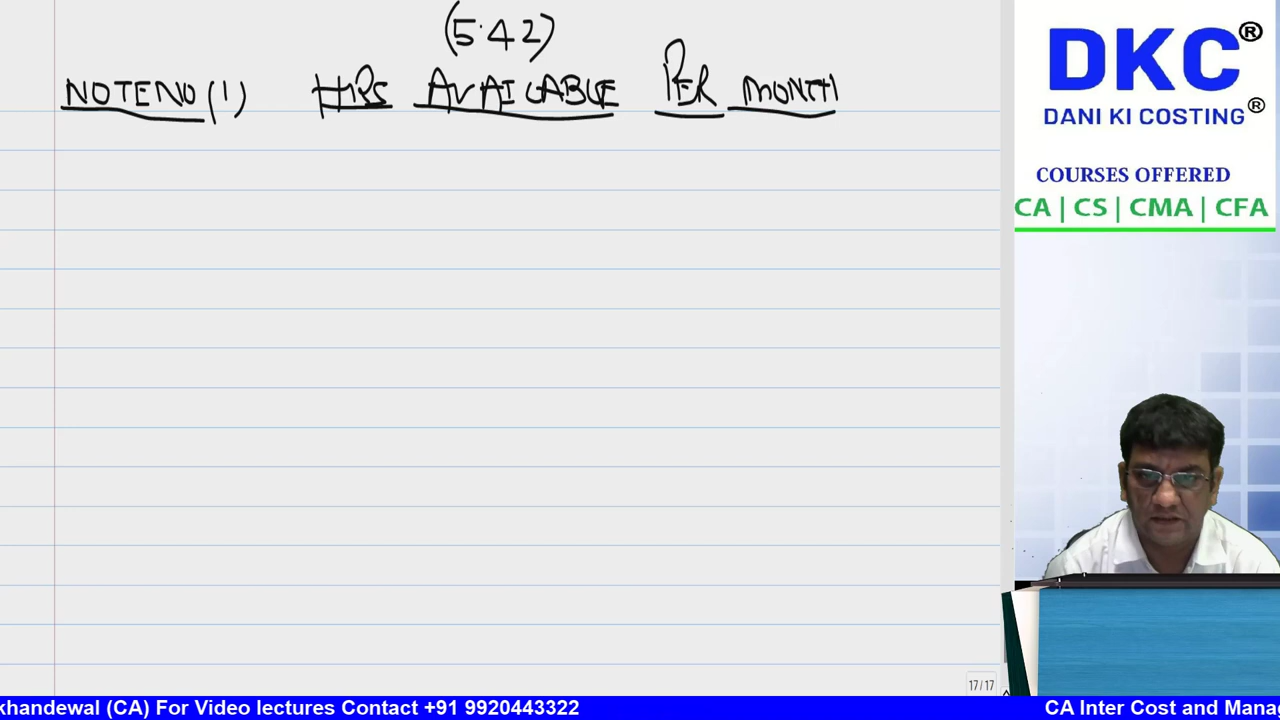 (5.42)
NOTENO (1) HRS AVAILABLE PER MONTH
DKC®
DANI KI COSTING®
COURSES OFFERED
CA | CS | CMA | CFA
17/17
khandewal (CA) For Video lectures Contact +91 9920443322
CA Inter Cost and Manag